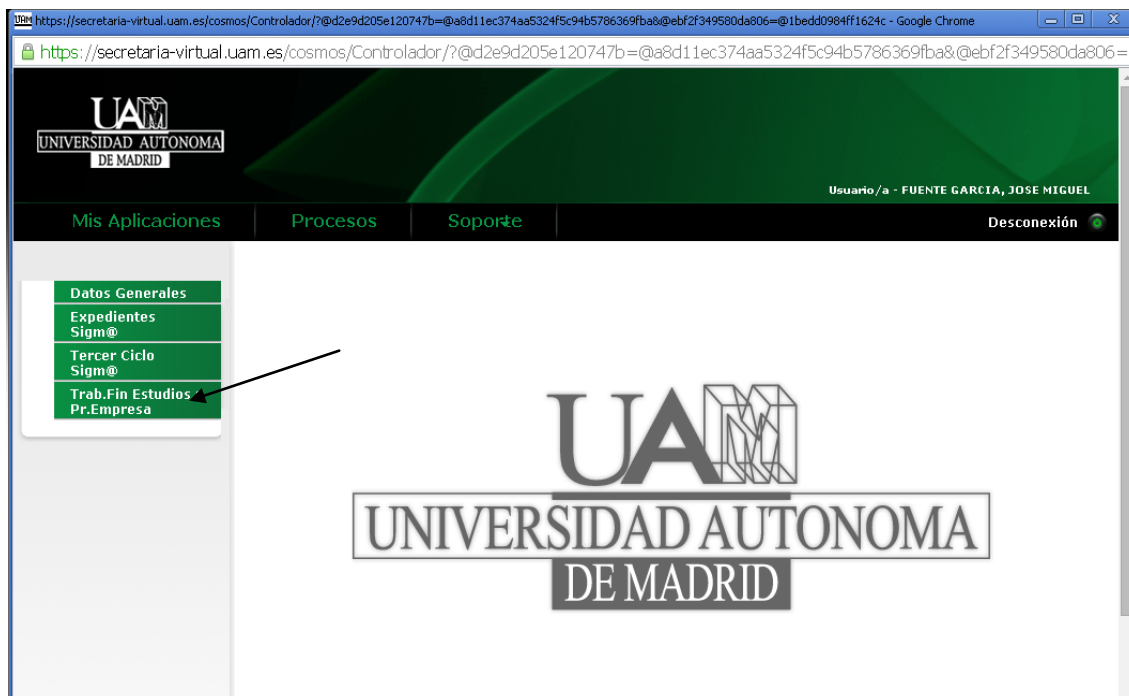 UAM https://secretaria-virtual.uam.es/cosmos/Controlador/?@d2e9d205e120747b=@a8d11ec374aa5324f5c94b5786369fba8&@ebf2f349580da806=@1bedd0984ff1624c - Google Chrome
https://secretaria-virtual.uam.es/cosmos/Controlador/?@d2e9d205e120747b=@a8d11ec374aa5324f5c94b5786369fba&@ebf2f349580da806=
UAM
UNIVERSIDAD AUTONOMA
DE MADRID
Usuario/a - FUENTE GARCIA, JOSE MIGUEL
Mis Aplicaciones Procesos Soporte Desconexión
Datos Generales
Expedientes
Sigm@
Tercer Ciclo
Sigm@
Trab.Fin Estudios
Pr.Empresa
UAM
UNIVERSIDAD AUTONOMA
DE MADRID